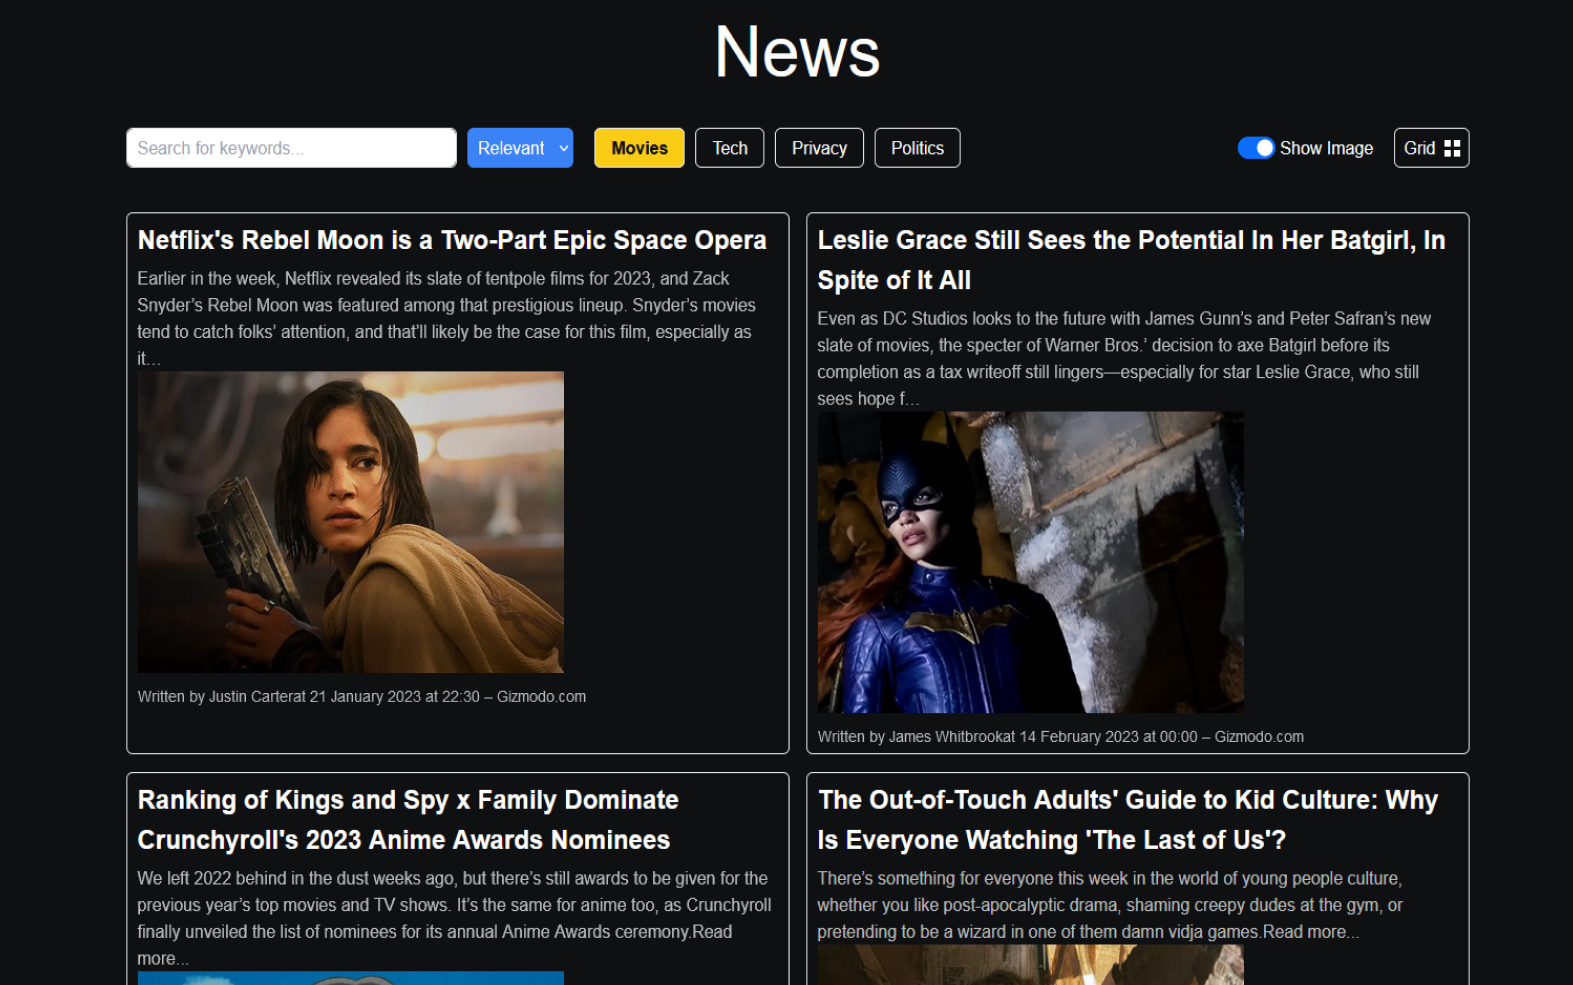 News
Search for keywords...
Relevant
Movies
Tech
Privacy
Politics
Show Image
Grid
Netflix's Rebel Moon is a Two-Part Epic Space Opera
Earlier in the week, Netflix revealed its slate of tentpole films for 2023, and Zack
Snyder’s Rebel Moon was featured among that prestigious lineup. Snyder’s movies
tend to catch folks’ attention, and that’ll likely be the case for this film, especially as
it…
Written by Justin Carterat 21 January 2023 at 22:30 – Gizmodo.com
Leslie Grace Still Sees the Potential In Her Batgirl, In
Spite of It All
Even as DC Studios looks to the future with James Gunn’s and Peter Safran’s new
slate of movies, the specter of Warner Bros.’ decision to axe Batgirl before its
completion as a tax writeoff still lingers—especially for star Leslie Grace, who still
sees hope f…
Written by James Whitbrookat 14 February 2023 at 00:00 – Gizmodo.com
Ranking of Kings and Spy x Family Dominate
Crunchyroll's 2023 Anime Awards Nominees
We left 2022 behind in the dust weeks ago, but there’s still awards to be given for the
previous year’s top movies and TV shows. It’s the same for anime too, as Crunchyroll
finally unveiled the list of nominees for its annual Anime Awards ceremony.Read
more...
The Out-of-Touch Adults' Guide to Kid Culture: Why
Is Everyone Watching 'The Last of Us'?
There’s something for everyone this week in the world of young people culture,
whether you like post-apocalyptic drama, shaming creepy dudes at the gym, or
pretending to be a wizard in one of them damn vidja games.Read more...